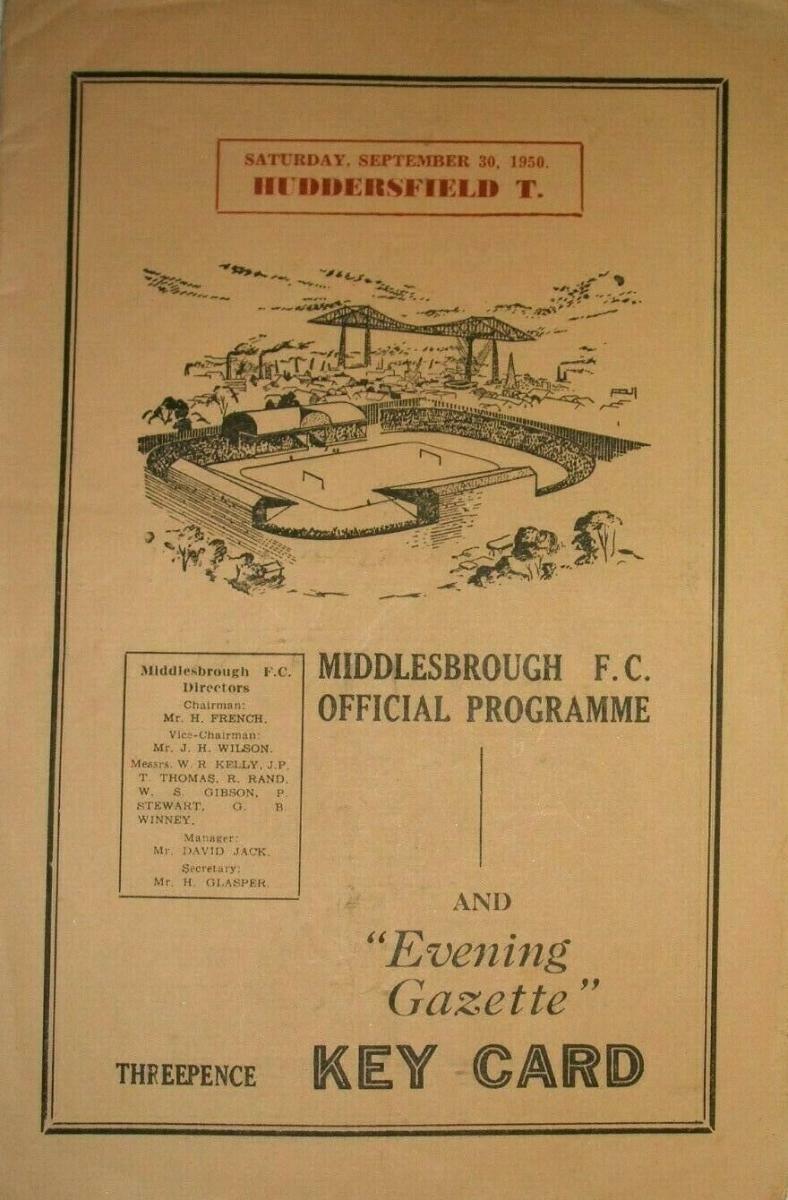 SATURDAY, SEPTEMBER 30, 1950.
HUDDERSFIELD T.
Middlesbrough F.C.
Directors
Chairman:
Mr. H. FRENCH.
Vice-Chairman:
Mr. J. H. WILSON.
Messrs. W. R KELLY, J.P.
T. THOMAS, R. RAND.
W. S. GIBSON, P.
STEWART, G. B
WINNEY.
Manager:
Mr. DAVID JACK.
Secretary:
Mr. H. GLASPER.
MIDDLESBROUGH F.C.
OFFICIAL PROGRAMME
AND
"Evening
Gazette"
THREEPENCE
KEY CARD